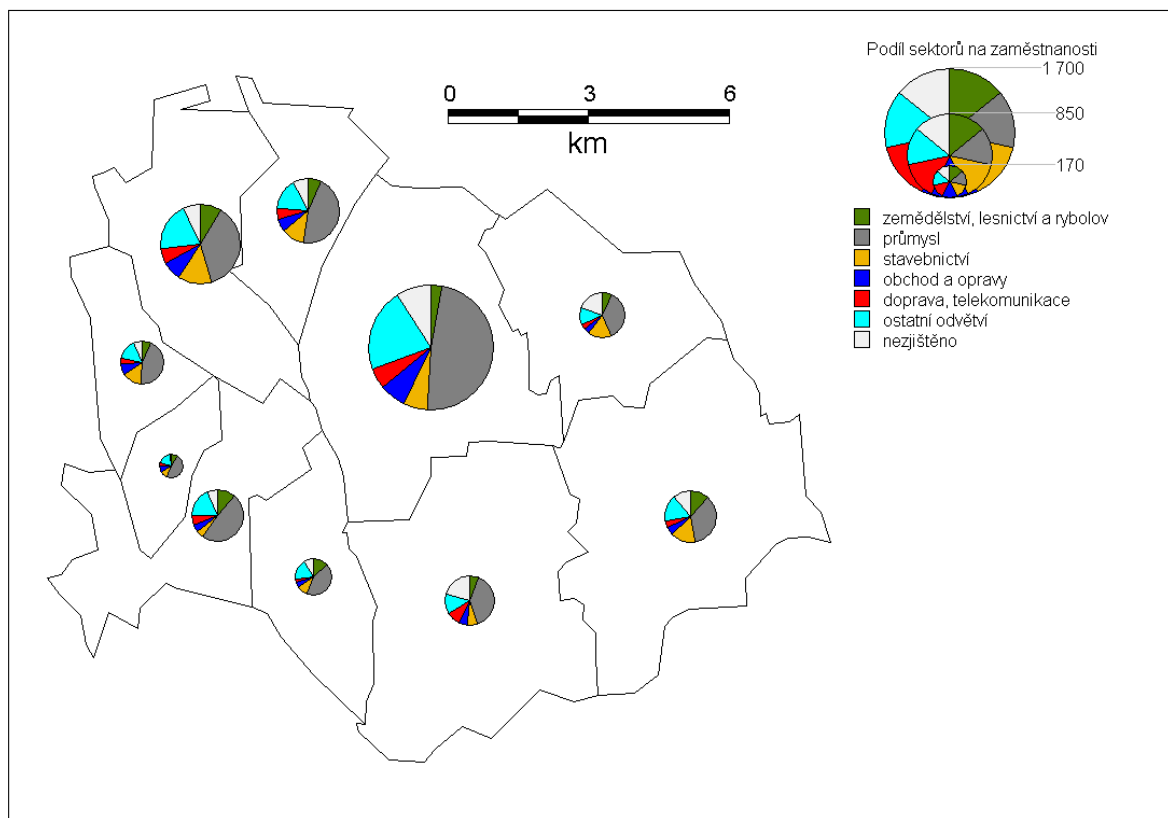 0 3 6
km
Podíl sektorů na zaměstnanosti
1 700
850
170
zemědělství, lesnictví a rybolov
průmysl
stavebnictví
obchod a opravy
doprava, telekomunikace
ostatní odvětví
nezjištěno